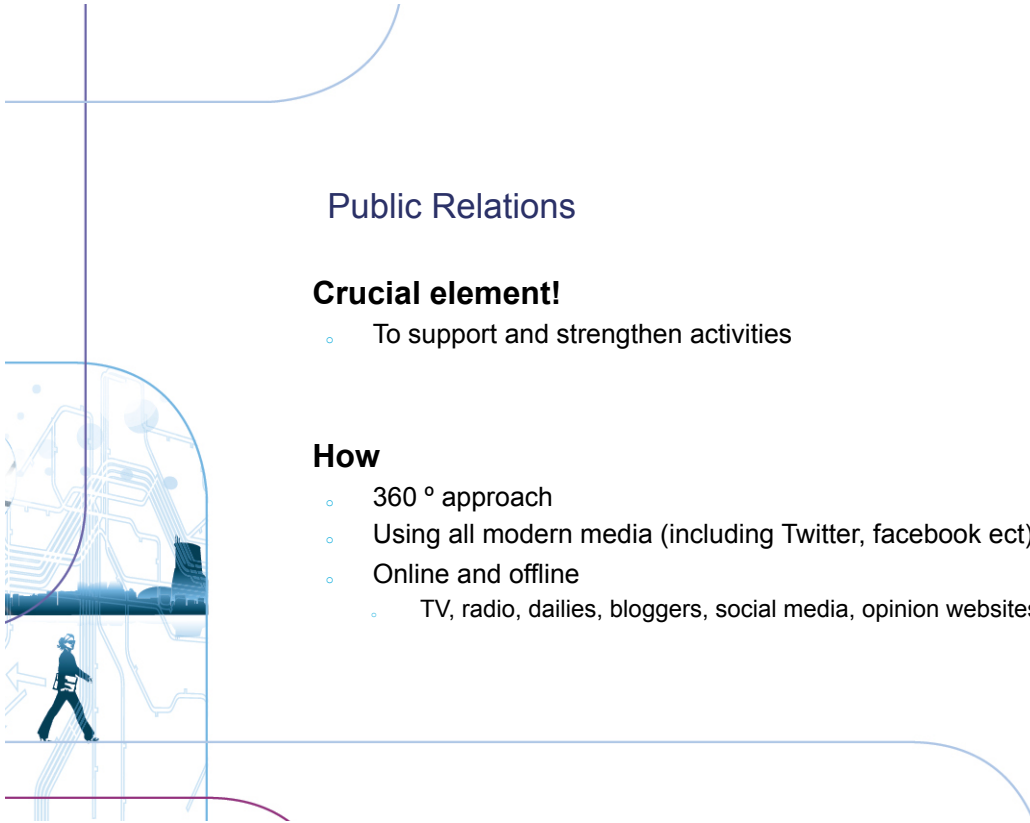 Public Relations
Crucial element!
To support and strengthen activities
How
360 º approach
Using all modern media (including Twitter, facebook ect)
Online and offline
TV, radio, dailies, bloggers, social media, opinion websites